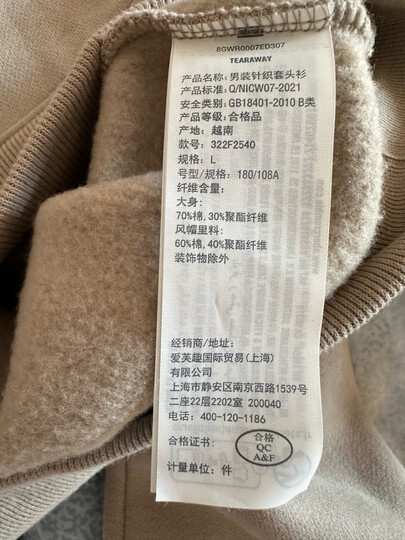 8GWR0007ED307
TEARAWAY
产品名称: 男装针织套头衫
产品标准: Q/NICW07-2021
安全类别: GB18401-2010 B类
产品等级: 合格品
产地: 越南
款号: 322F2540
规格: L
号型/规格: 180/108A
纤维含量:
大身:
70%棉, 30%聚酯纤维
风帽里料:
60%棉, 40%聚酯纤维
装饰物除外
经销商/地址:
爱芙趣国际贸易(上海)
有限公司
上海市静安区南京西路1539号
二座22层2202室 200040
电话: 400-120-1186
合格证书:
合格
QC
A&F
计量单位: 件